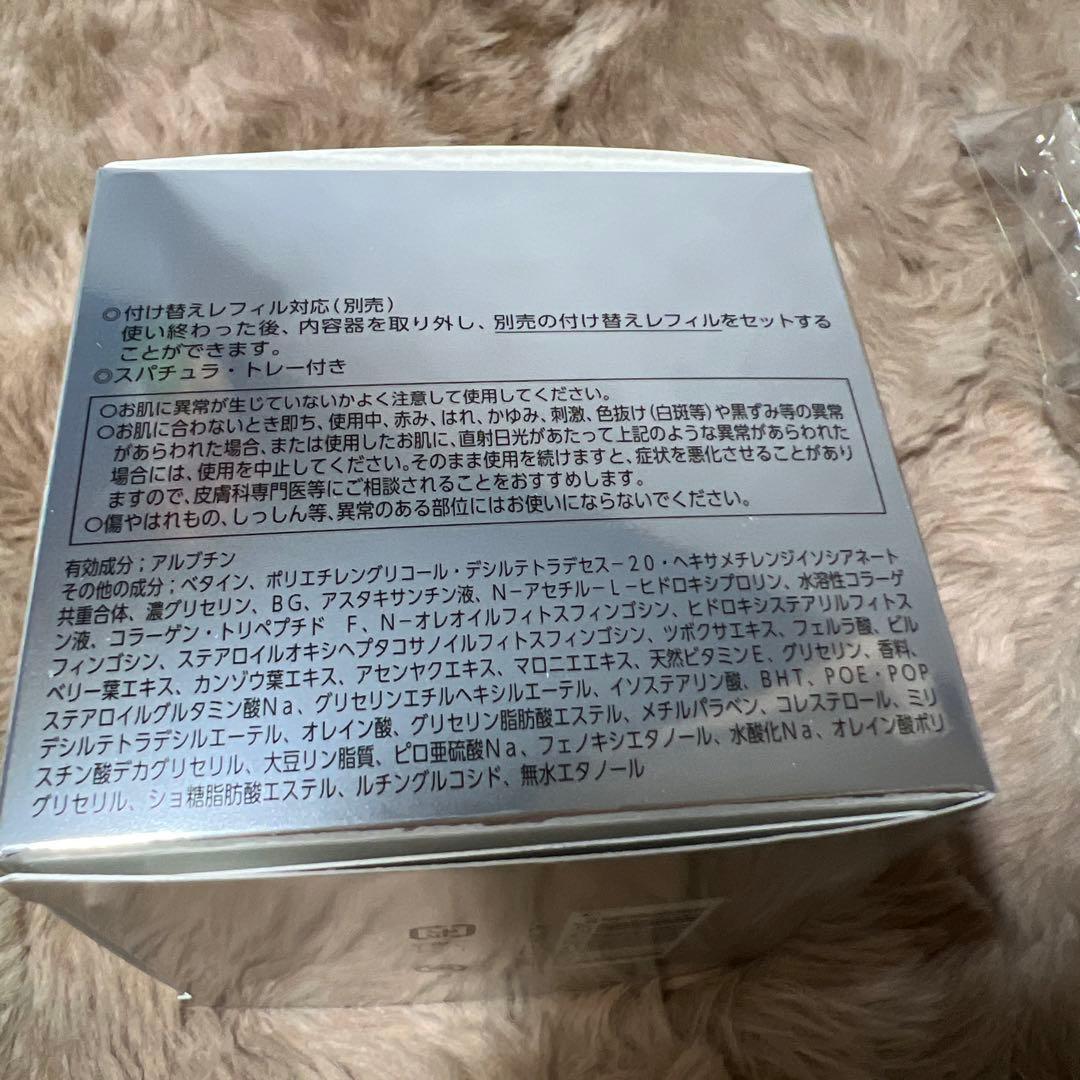 ◎付け替えレフィル対応(別売)
使い終わった後、内容器を取り外し、別売の付け替えレフィルをセットする
ことができます。
◎スパチュラ・トレー付き
○お肌に異常が生じていないかよく注意して使用してください。
○お肌に合わないとき即ち、使用中、赤み、はれ、かゆみ、刺激、色抜け(白斑等)や黒ずみ等の異常
があらわれた場合、または使用したお肌に、直射日光があたって上記のような異常があらわれた
場合には、使用を中止してください。そのまま使用を続けますと、症状を悪化させることがあり
ますので、皮膚科専門医等にご相談されることをおすすめします。
○傷やはれもの、しっしん等、異常のある部位にはお使いにならないでください。
有効成分;アルブチン
その他の成分;ベタイン、ポリエチレングリコール・デシルテトラデセス-20・ヘキサメチレンジイソシアネート
共重合体、濃グリセリン、BG、アスタキサンチン液、N-アセチル-L-ヒドロキシプロリン、水溶性コラーゲ
ン液、コラーゲン・トリペプチド F、N-オレオイルフィトスフィンゴシン、ヒドロキシステアリルフィトス
フィンゴシン、ステアロイルオキシヘプタコサノイルフィトスフィンゴシン、ツボクサエキス、フェルラ酸、ビル
ベリー葉エキス、カンゾウ葉エキス、アセンヤクエキス、マロニエエキス、天然ビタミンE、グリセリン、香料、
ステアロイルグルタミン酸Na、グリセリンエチルヘキシルエーテル、イソステアリン酸、BHT、POE・POP
デシルテトラデシルエーテル、オレイン酸、グリセリン脂肪酸エステル、メチルパラベン、コレステロール、ミリ
スチン酸デカグリセリル、大豆リン脂質、ピロ亜硫酸Na、フェノキシエタノール、水酸化Na、オレイン酸ポリ
グリセリル、ショ糖脂肪酸エステル、ルチングルコシド、無水エタノール